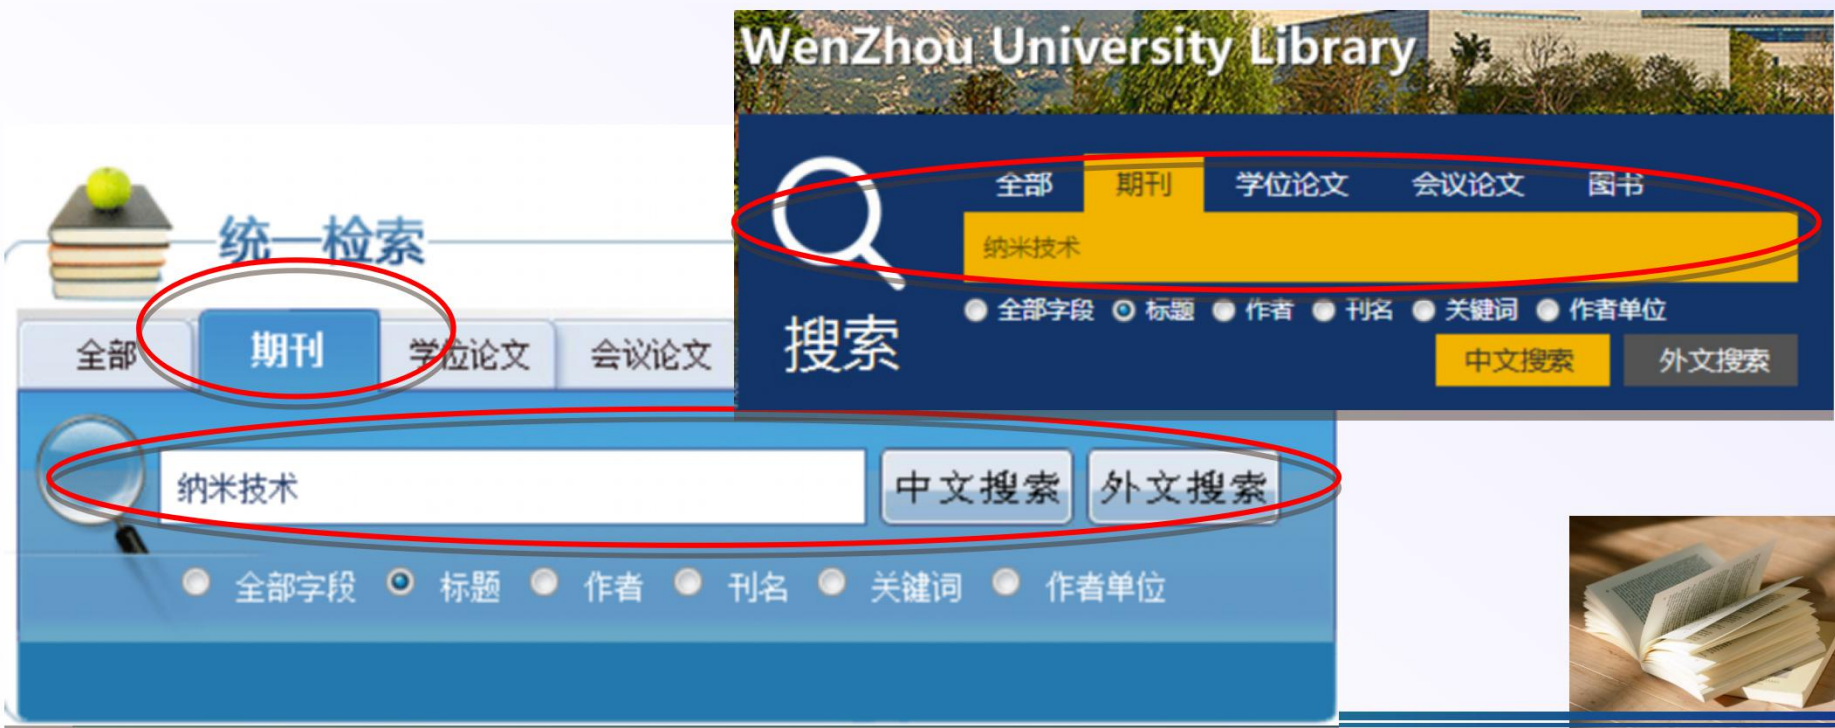 WenZhou University Library
全部 期刊 学位论文 会议论文 图书
纳米技术
全部字段 标题 作者 刊名 关键词 作者单位
搜索
中文搜索 外文搜索
统一检索
全部 期刊 学位论文 会议论文
纳米技术 中文搜索 外文搜索
全部字段 标题 作者 刊名 关键词 作者单位